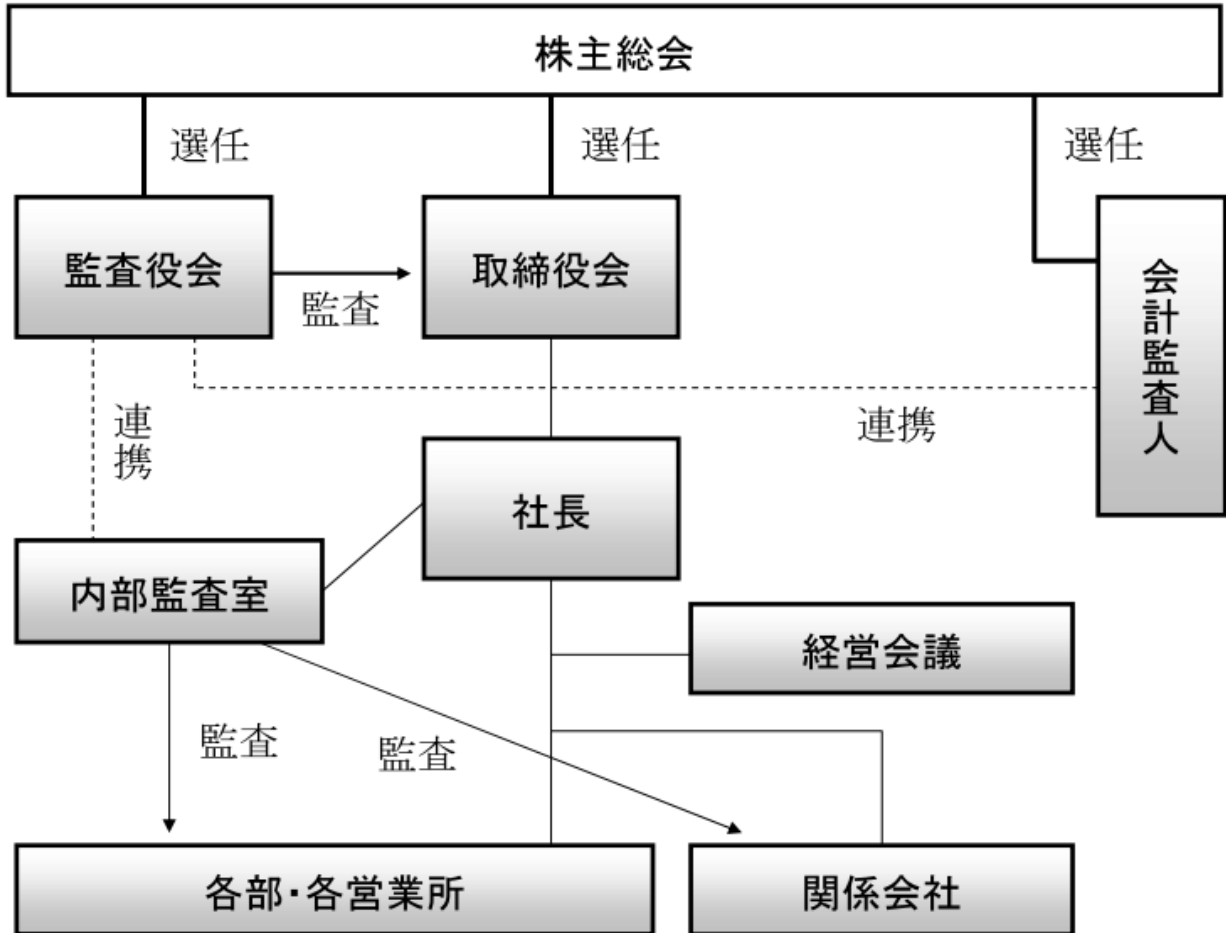 株主総会
選任
選任
選任
監査役会
監査
取締役会
会計監査人
連携
連携
社長
内部監査室
経営会議
監査
監査
各部・各営業所
関係会社